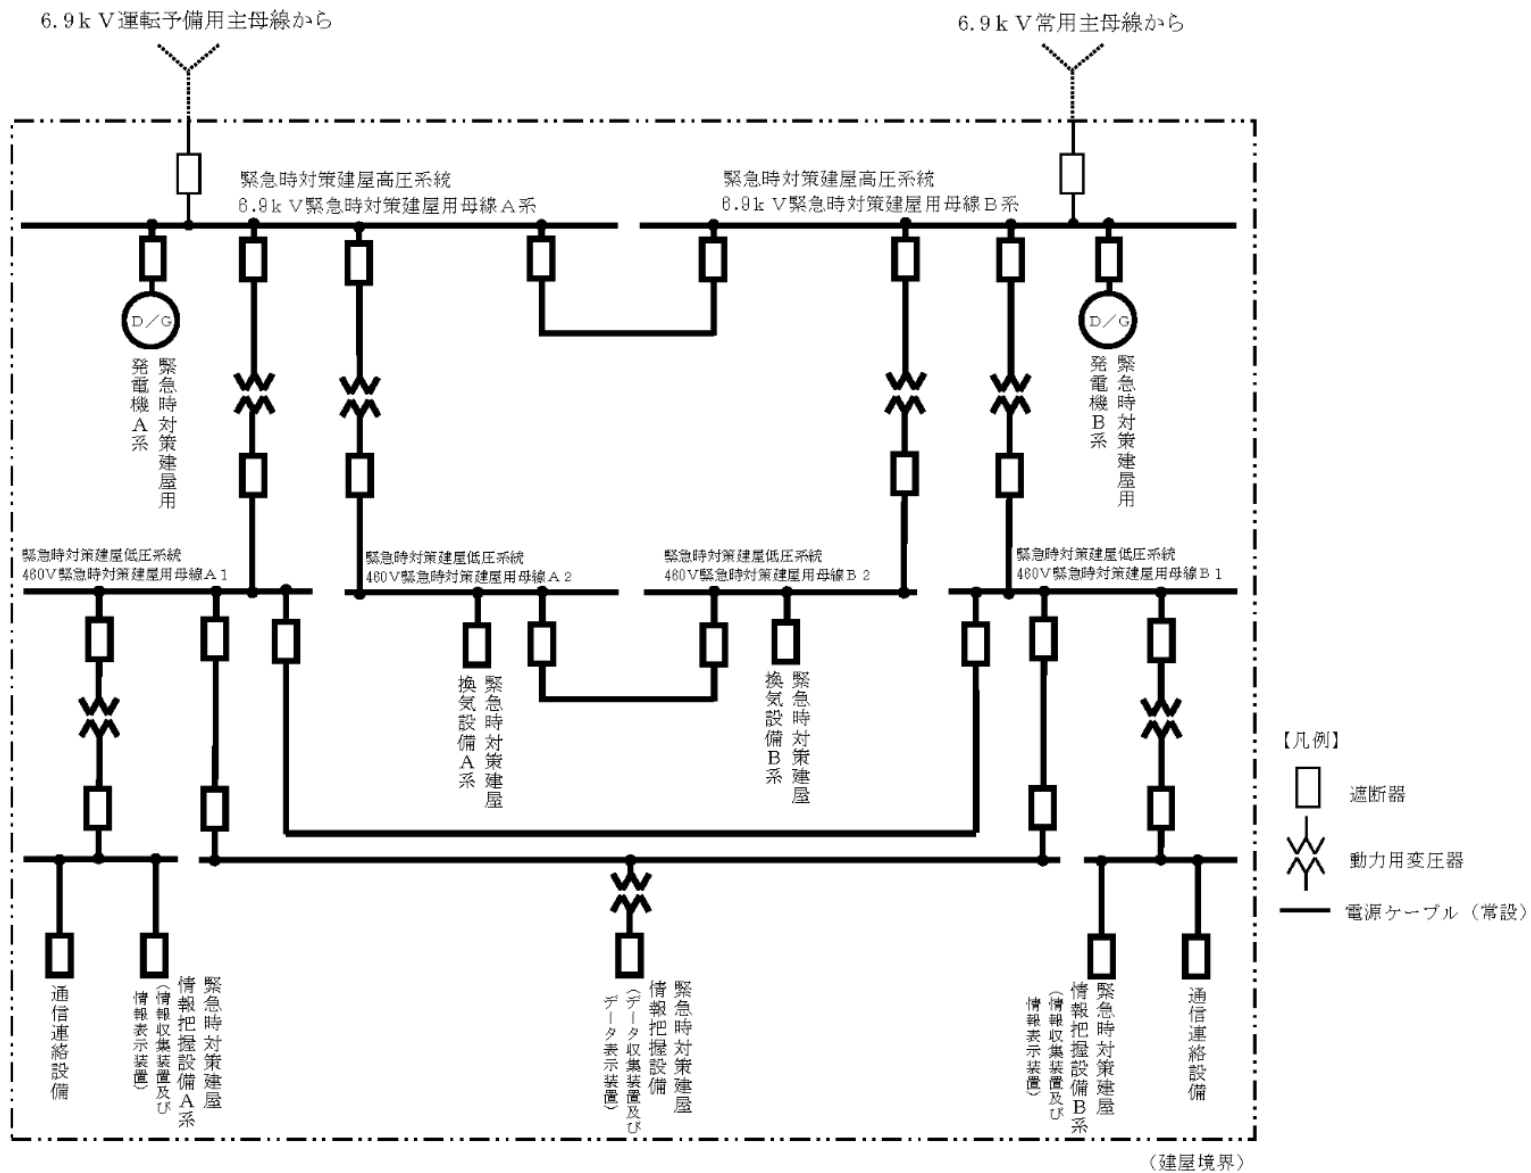 6.9kV運転予備用主母線から
6.9kV常用主母線から
緊急時対策建屋高圧系統
6.9kV緊急時対策建屋用母線A系
緊急時対策建屋高圧系統
6.9kV緊急時対策建屋用母線B系
D/G
D/G
緊急時対策建屋用
発電機A系
緊急時対策建屋用
発電機B系
緊急時対策建屋低圧系統
460V緊急時対策建屋用母線A1
緊急時対策建屋低圧系統
460V緊急時対策建屋用母線A2
緊急時対策建屋低圧系統
460V緊急時対策建屋用母線B2
緊急時対策建屋低圧系統
460V緊急時対策建屋用母線B1
緊急時対策建屋
換気設備A系
緊急時対策建屋
換気設備B系
【凡例】
遮断器
動力用変圧器
電源ケーブル(常設)
通信連絡設備
緊急時対策建屋
情報把握設備A系
(情報収集装置及び
情報表示装置)
緊急時対策建屋
情報把握設備
(データ収集装置及び
データ表示装置)
緊急時対策建屋
情報把握設備B系
(情報収集装置及び
情報表示装置)
通信連絡設備
(建屋境界)